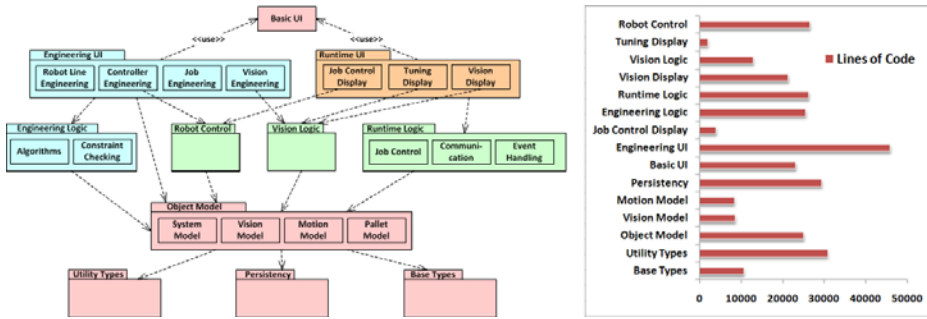 Basic UI
<<use>>
<<use>>
Engineering UI
Robot Line
Engineering
Controller
Engineering
Job
Engineering
Vision
Engineering
Runtime UI
Job Control
Display
Tuning
Display
Vision
Display
Engineering Logic
Algorithms
Constraint
Checking
Robot Control
Vision Logic
Runtime Logic
Job Control
Communi-
cation
Event
Handling
Object Model
System
Model
Vision
Model
Motion
Model
Pallet
Model
Utility Types
Persistency
Base Types
Robot Control
Tuning Display
Vision Logic
Vision Display
Runtime Logic
Engineering Logic
Job Control Display
Engineering UI
Basic UI
Persistency
Motion Model
Vision Model
Object Model
Utility Types
Base Types
Lines of Code
0 10000 20000 30000 40000 50000